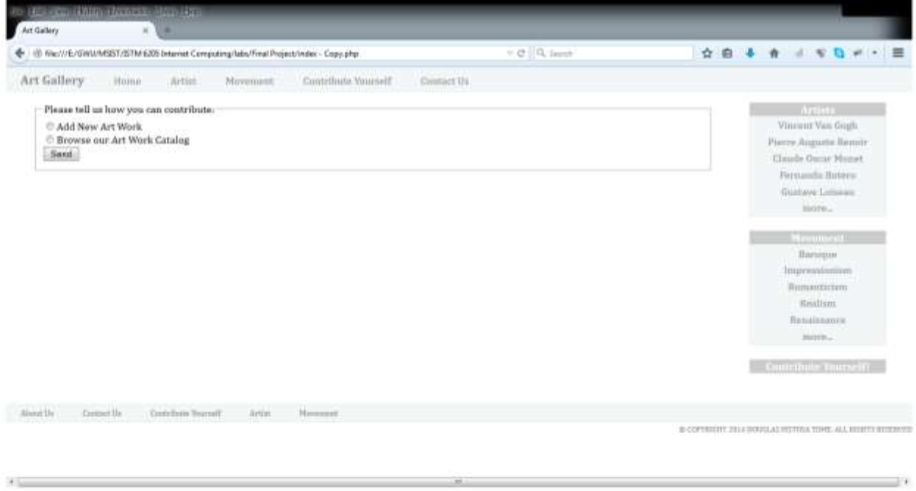 Art Gallery
file:///E:/GWU/MSIST/ISTM 6205 Internet Computing/labs/Final Project/index - Copy.php
Search
Art Gallery Home Artist Movement Contribute Yourself Contact Us
Please tell us how you can contribute:
Add New Art Work
Browse our Art Work Catalog
Send
Artists
Vincent Van Gogh
Pierre Auguste Renoir
Claude Oscar Monet
Fernando Botero
Gustave Loiseau
more...
Movement
Baroque
Impressionism
Romanticism
Realism
Renaissance
more...
Contribute Yourself!
About Us Contact Us Contribute Yourself Artist Movement
© COPYRIGHT 2014 DOUGLAS TOME. ALL RIGHTS RESERVED